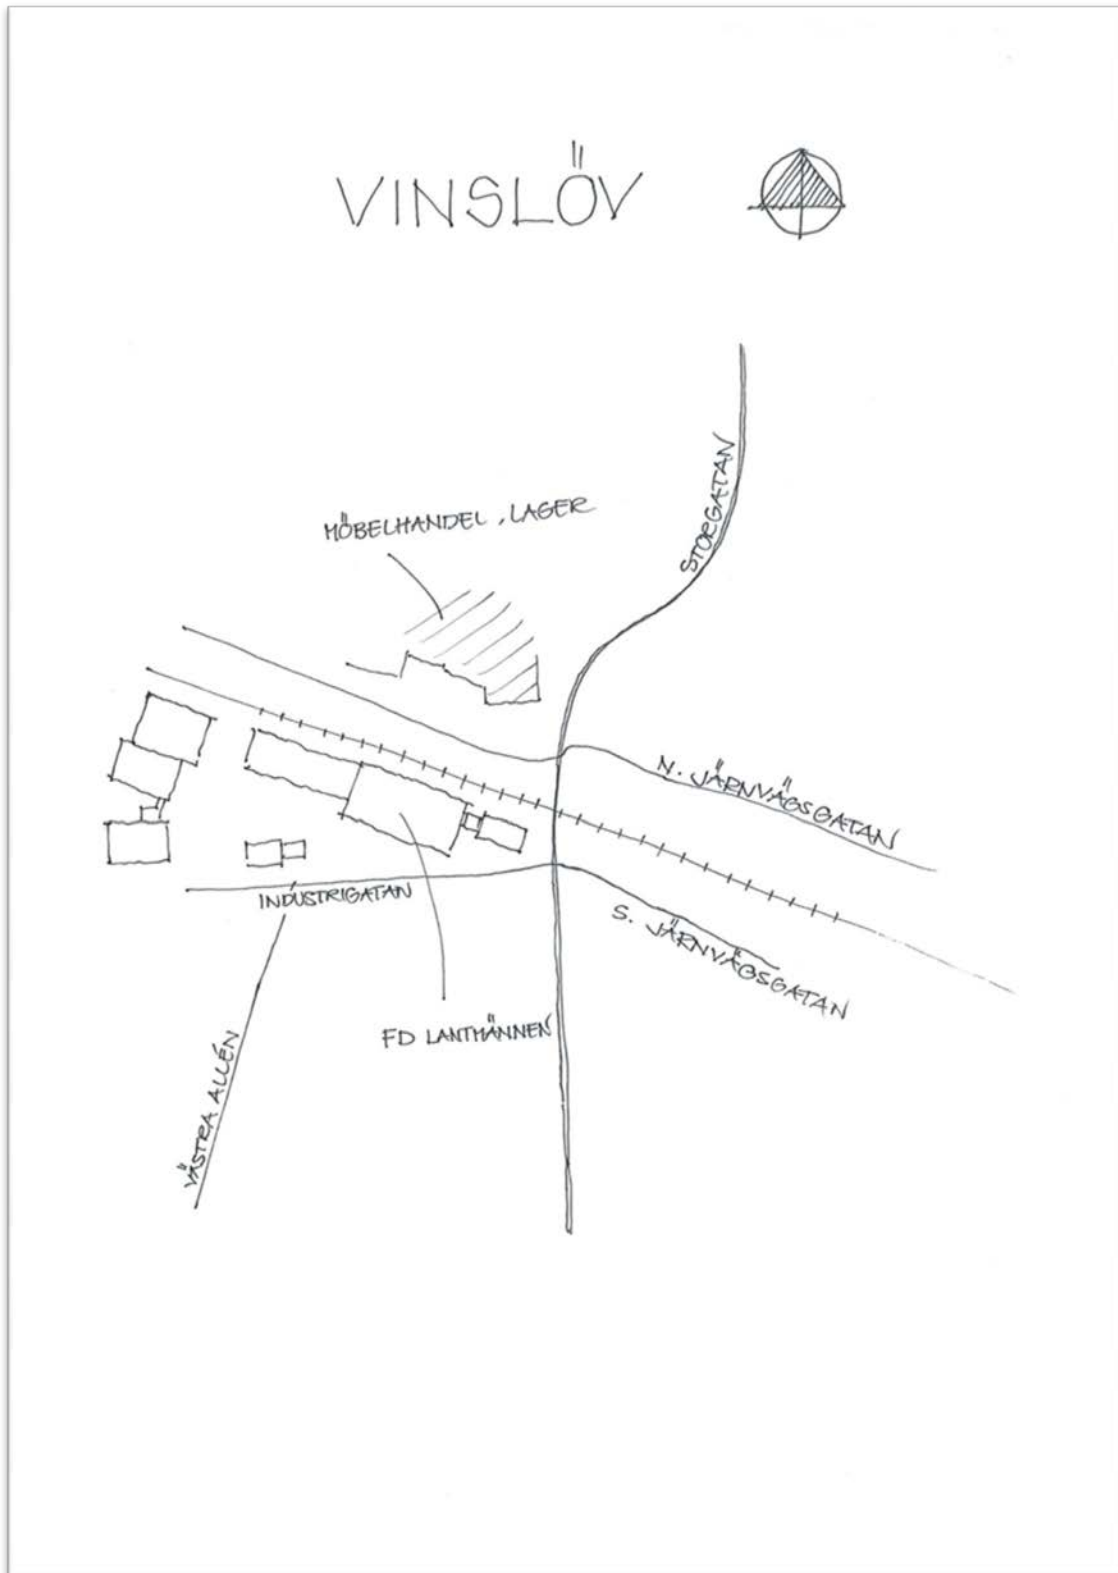 VINSLÖV
STORGATAN
MÖBELHANDEL, LAGER
N. JÄRNVÄGSGATAN
INDUSTRIGATAN
S. JÄRNVÄGSGATAN
FD LANTMÄNNEN
VÄSTRA ALLÉN